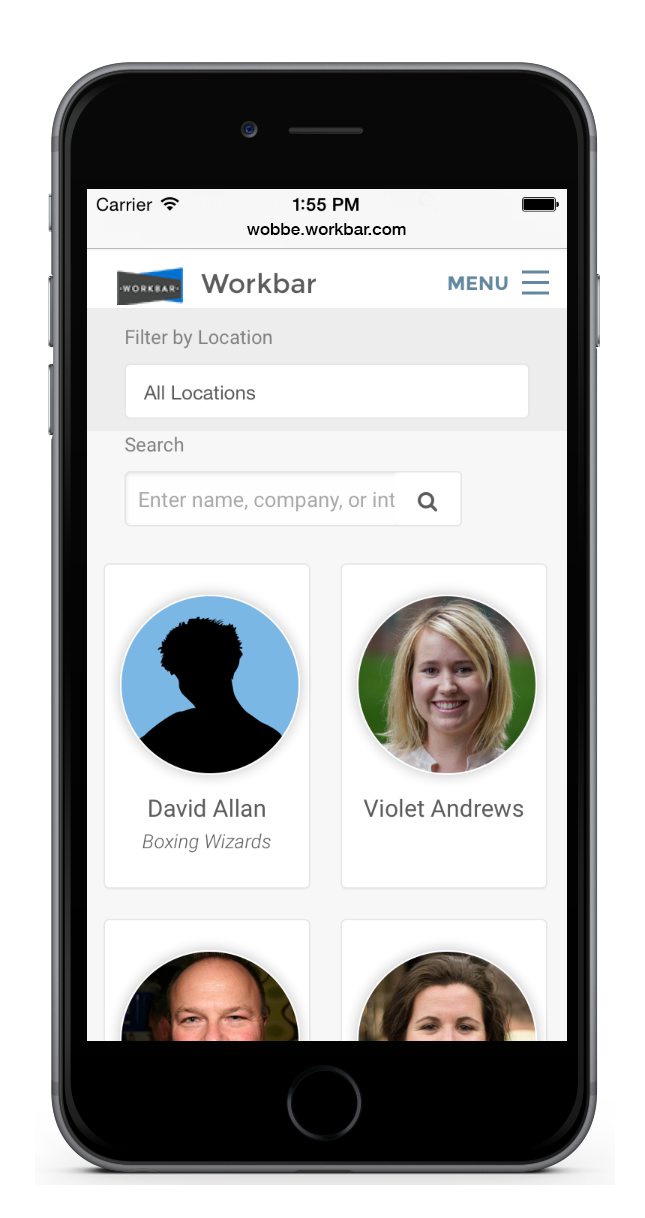 Carrier
1:55 PM
wobbe.workbar.com
·WORKBAR·
Workbar
MENU
Filter by Location
All Locations
Search
Enter name, company, or int
David Allan
Boxing Wizards
Violet Andrews